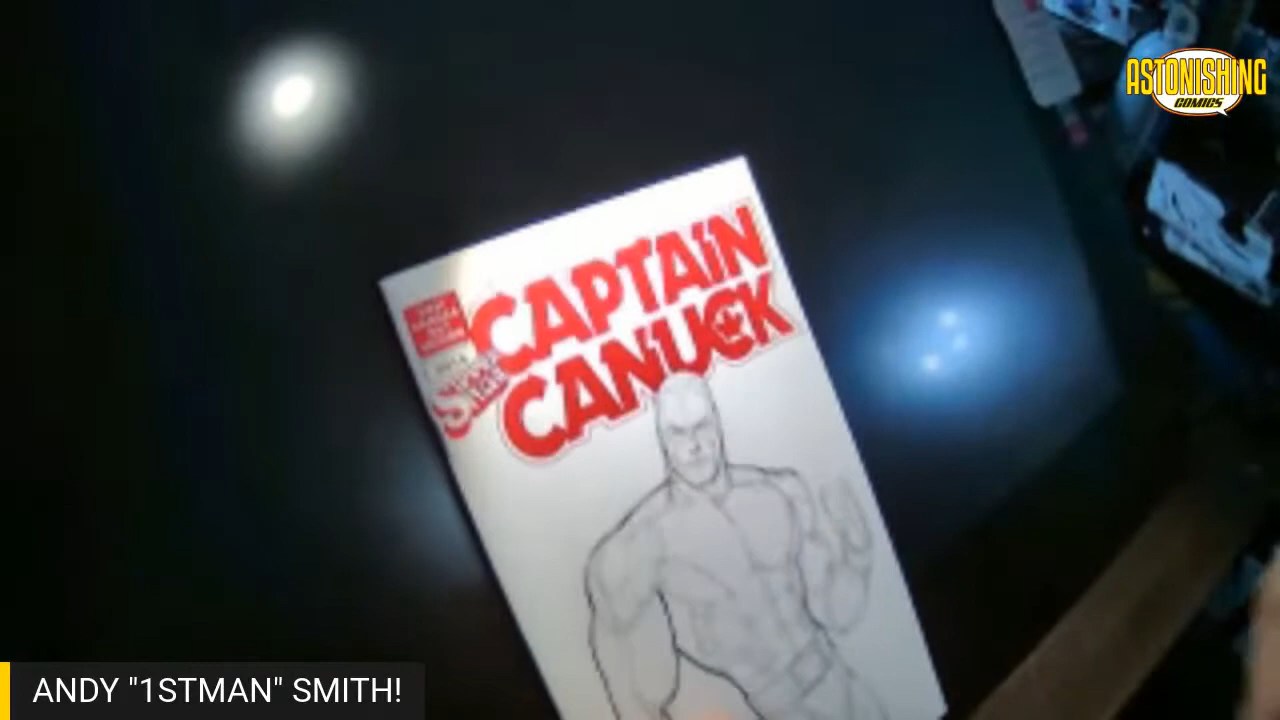 ASTONISHING
COMICS
CAPTAIN
CANUCK
ANDY "1STMAN" SMITH!